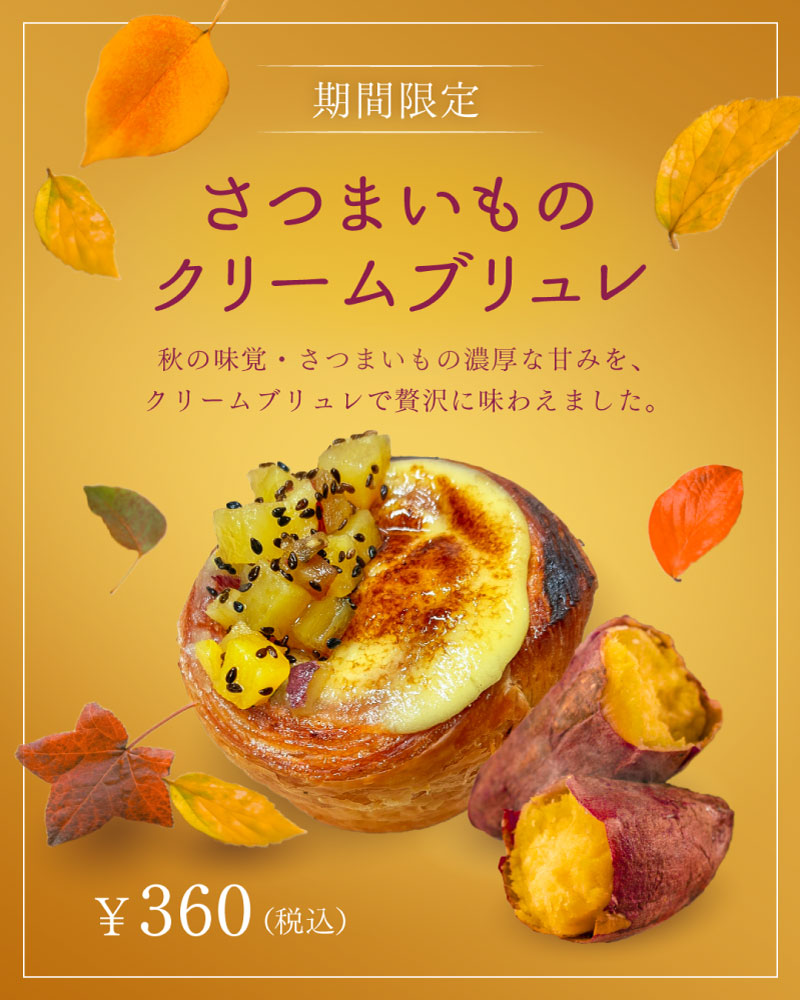 期間限定
さつまいもの
クリームブリュレ
秋の味覚・さつまいもの濃厚な甘みを、
クリームブリュレで贅沢に味わえました。
¥360(税込)